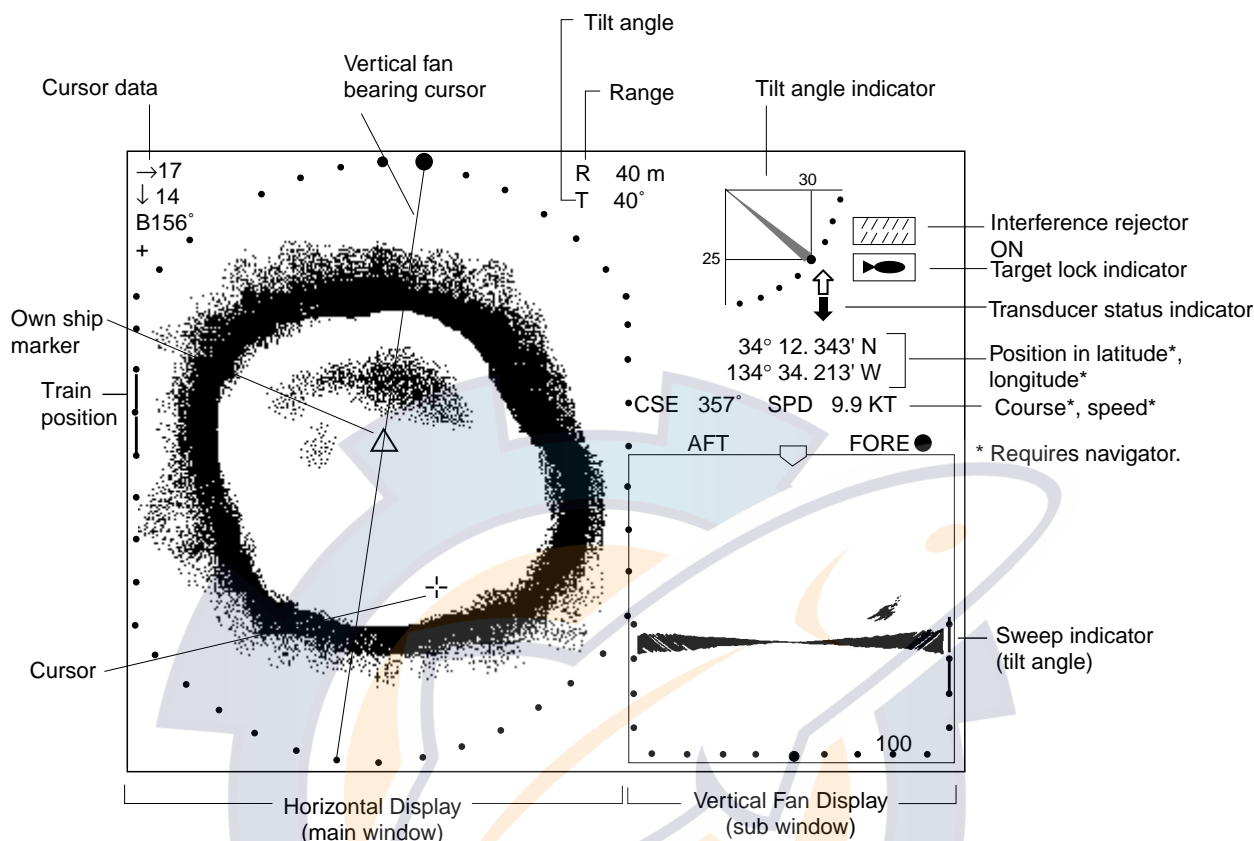 Tilt angle
Vertical fan
bearing cursor
Cursor data
Range
Tilt angle indicator
→17
↓ 14
B156°
R 40 m
T 40°
30
25
Interference rejector
ON
Target lock indicator
Transducer status indicator
Own ship
marker
Train
position
34° 12. 343' N
134° 34. 213' W
Position in latitude*,
longitude*
CSE 357° SPD 9.9 KT
Course*, speed*
AFT FORE
* Requires navigator.
Cursor
Sweep indicator
(tilt angle)
100
Horizontal Display
(main window)
Vertical Fan Display
(sub window)